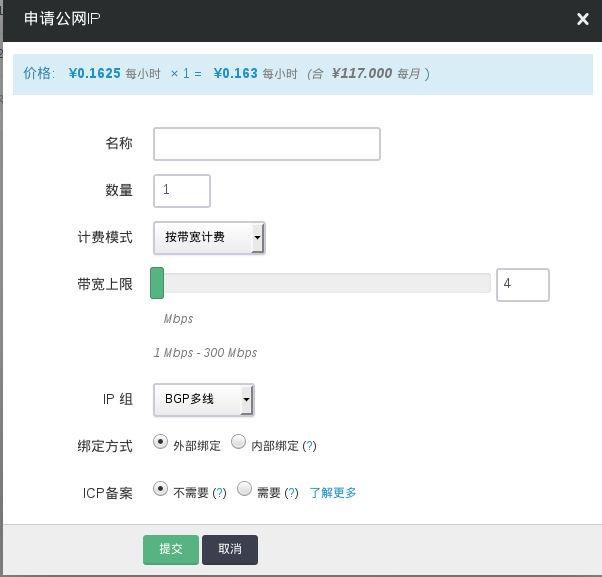 申请公网IP
价格: ¥0.1625 每小时 × 1 = ¥0.163 每小时 (合 ¥117.000 每月 )
名称
数量 1
计费模式 按带宽计费
带宽上限 4
Mbps
1 Mbps - 300 Mbps
IP 组 BGP多线
绑定方式 外部绑定 内部绑定 (?)
ICP备案 不需要 (?) 需要 (?) 了解更多
提交 取消